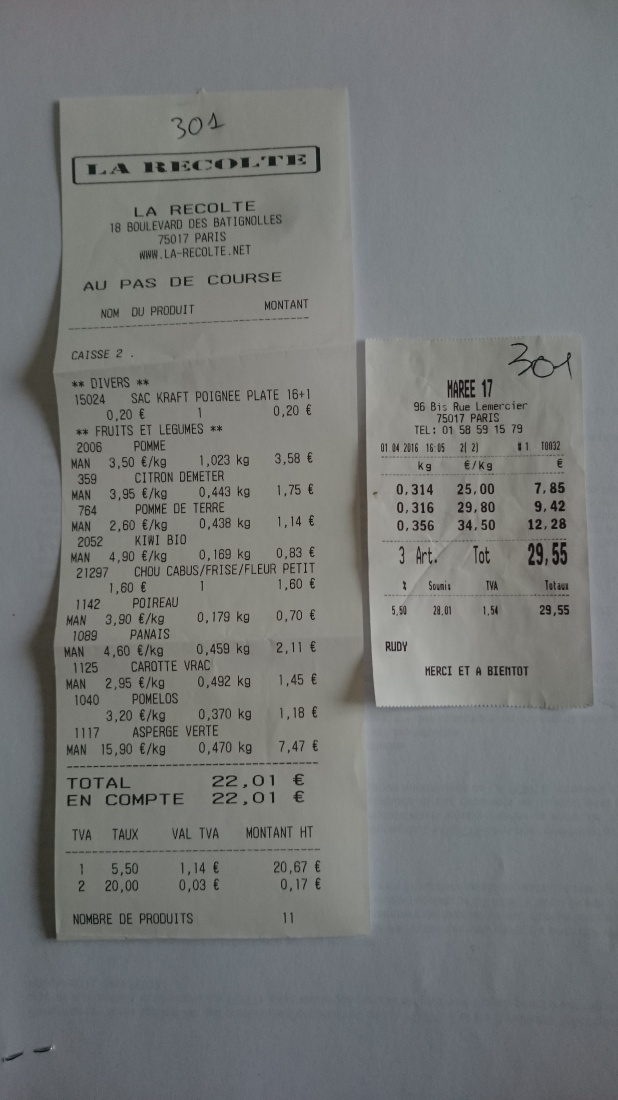 301
LA RECOLTE
LA RECOLTE
18 BOULEVARD DES BATIGNOLLES
75017 PARIS
WWW.LA-RECOLTE.NET
AU PAS DE COURSE
NOM DU PRODUIT MONTANT
CAISSE 2 .
** DIVERS **
15024 SAC KRAFT POIGNEE PLATE 16+1
0,20 € 1 0,20 €
** FRUITS ET LEGUMES **
2006 POMME
MAN 3,50 €/kg 1,023 kg 3,58 €
359 CITRON DEMETER
MAN 3,95 €/kg 0,443 kg 1,75 €
764 POMME DE TERRE
MAN 2,60 €/kg 0,438 kg 1,14 €
2052 KIWI BIO
MAN 4,90 €/kg 0,169 kg 0,83 €
21297 CHOU CABUS/FRISE/FLEUR PETIT
1,60 € 1 1,60 €
1142 POIREAU
MAN 3,90 €/kg 0,179 kg 0,70 €
1089 PANAIS
MAN 4,60 €/kg 0,459 kg 2,11 €
1125 CAROTTE VRAC
MAN 2,95 €/kg 0,492 kg 1,45 €
1040 POMELOS
3,20 €/kg 0,370 kg 1,18 €
1117 ASPERGE VERTE
MAN 15,90 €/kg 0,470 kg 7,47 €
TOTAL 22,01 €
EN COMPTE 22,01 €
TVA TAUX VAL TVA MONTANT HT
1 5,50 1,14 € 20,67 €
2 20,00 0,03 € 0,17 €
NOMBRE DE PRODUITS 11
301
MAREE 17
96 Bis Rue Lemercier
75017 PARIS
TEL: 01 58 59 15 79
01 04 2016 16:05 2( 2) #1 T0032
kg €/Kg €
0,314 25,00 7,85
0,316 29,80 9,42
0,356 34,50 12,28
3 Art. Tot 29,55
% Soumis TVA Totaux
5,50 28,01 1,54 29,55
RUDY
MERCI ET A BIENTOT